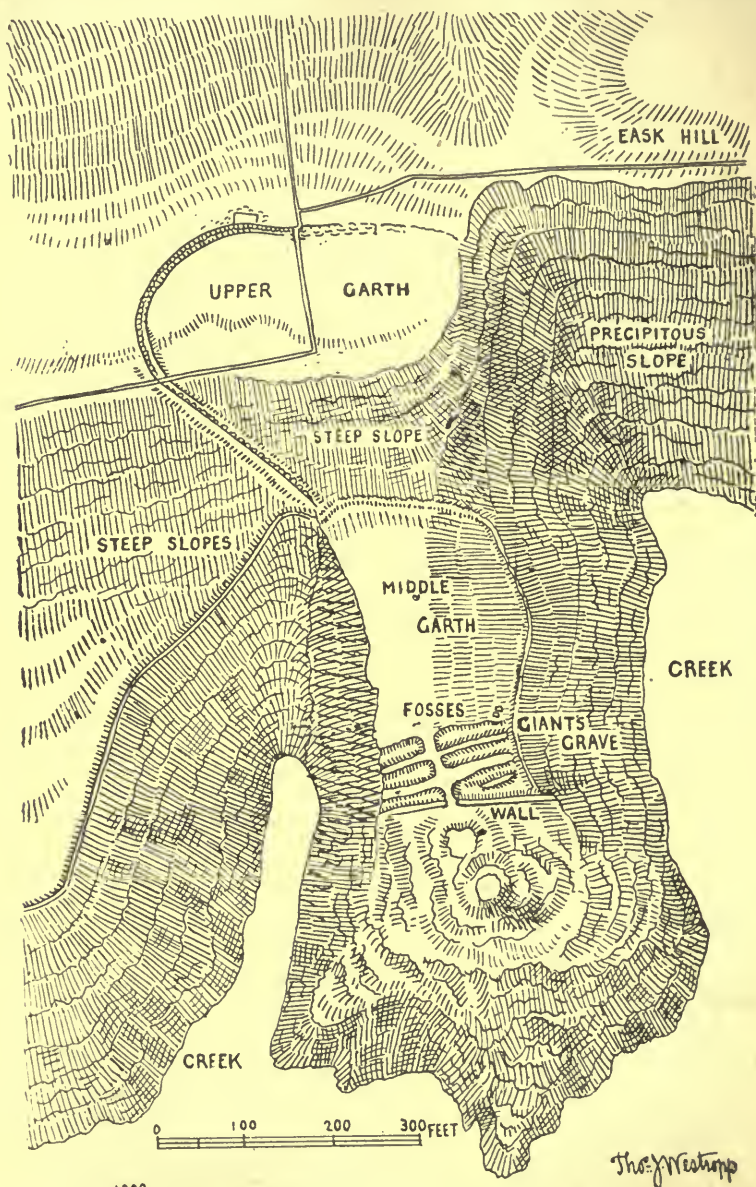 EASK HILL
UPPER GARTH
PRECIPITOUS
SLOPE
STEEP SLOPE
STEEP SLOPES
MIDDLE
GARTH
CREEK
FOSSES
GIANTS
GRAVE
WALL
CREEK
0 100 200 300 FEET
Thos. J. Westropp